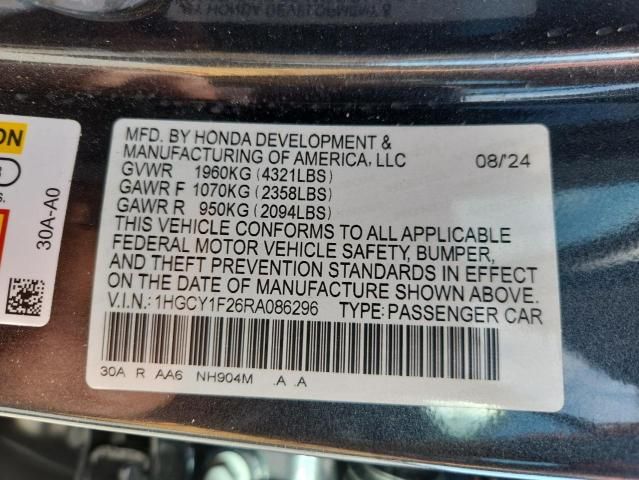 MFD. BY HONDA DEVELOPMENT &
MANUFACTURING OF AMERICA, LLC 08/24
GVWR 1960KG (4321LBS)
GAWR F 1070KG (2358LBS)
GAWR R 950KG (2094LBS)
THIS VEHICLE CONFORMS TO ALL APPLICABLE
FEDERAL MOTOR VEHICLE SAFETY, BUMPER,
AND THEFT PREVENTION STANDARDS IN EFFECT
ON THE DATE OF MANUFACTURE SHOWN ABOVE.
V.I.N.: 1HGCY1F26RA086296 TYPE: PASSENGER CAR
30A R AA6 NH904M .A .A
30A-A0